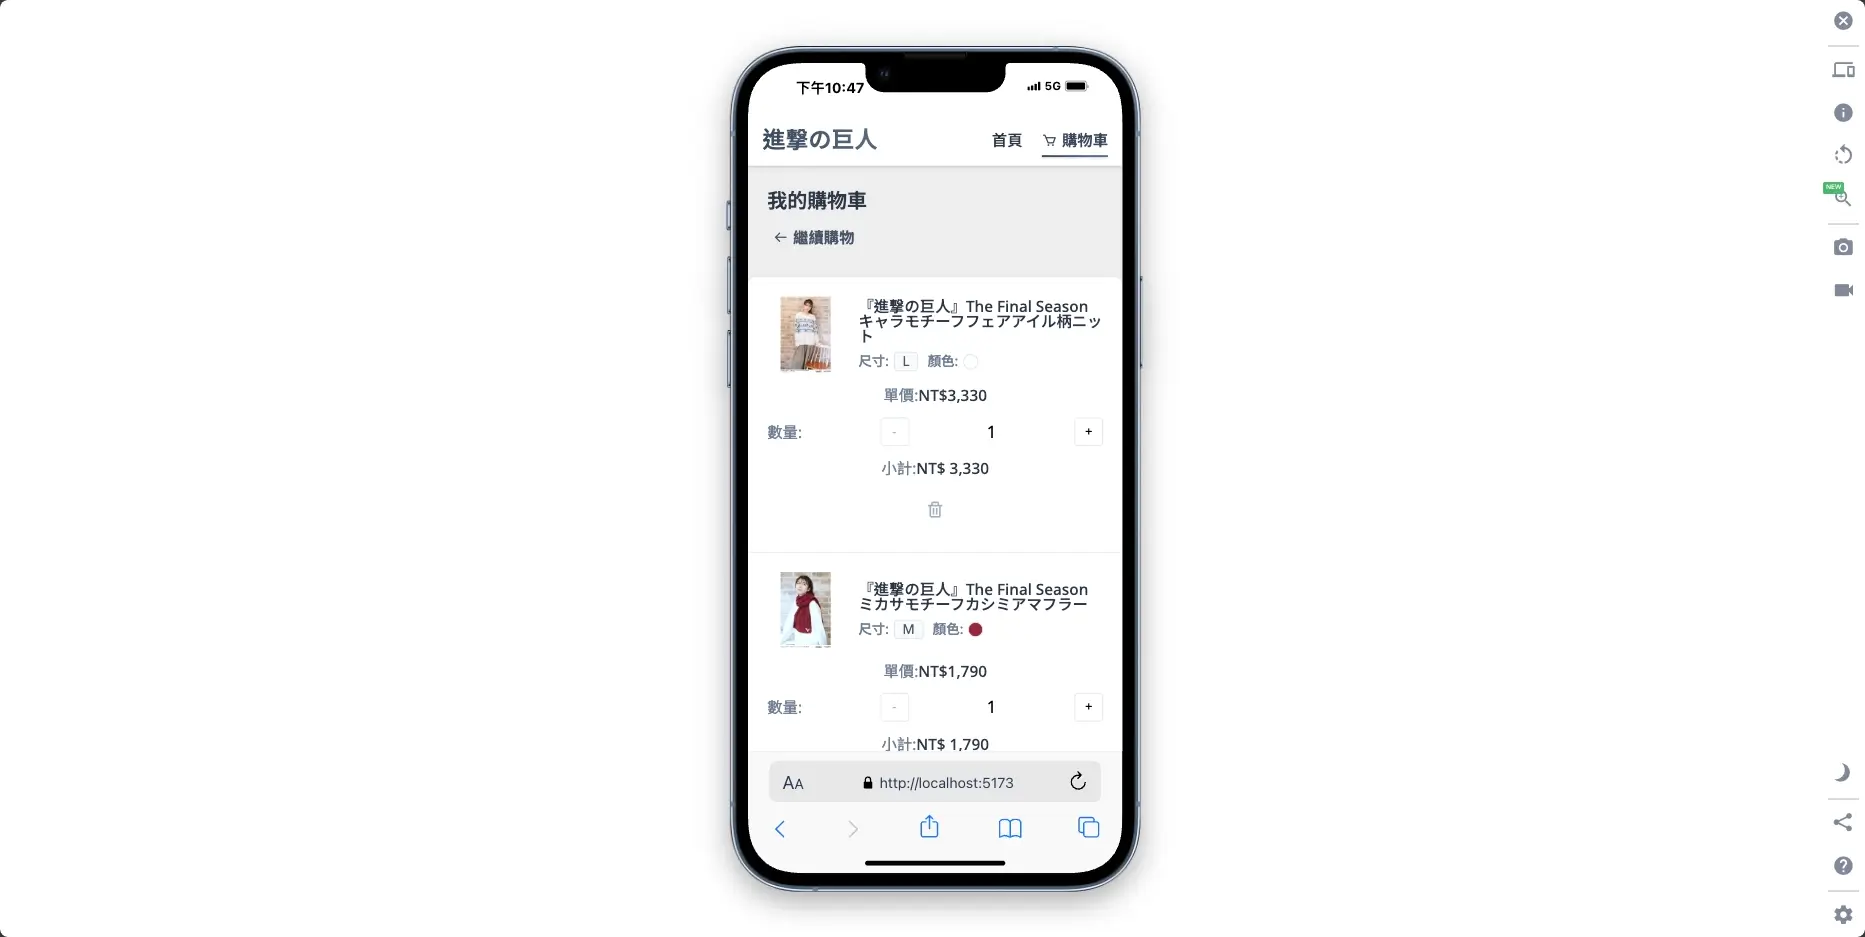 下午10:47
5G
進撃の巨人
首頁
購物車
我的購物車
← 繼續購物
『進撃の巨人』The Final Season
キャラモチーフフェアアイル柄ニッ
ト
尺寸: L 顏色:
單價:NT$3,330
數量: - 1 +
小計:NT$ 3,330
『進撃の巨人』The Final Season
ミカサモチーフカシミアマフラー
尺寸: M 顏色:
單價:NT$1,790
數量: - 1 +
小計:NT$ 1,790
AA http://localhost:5173
NEW